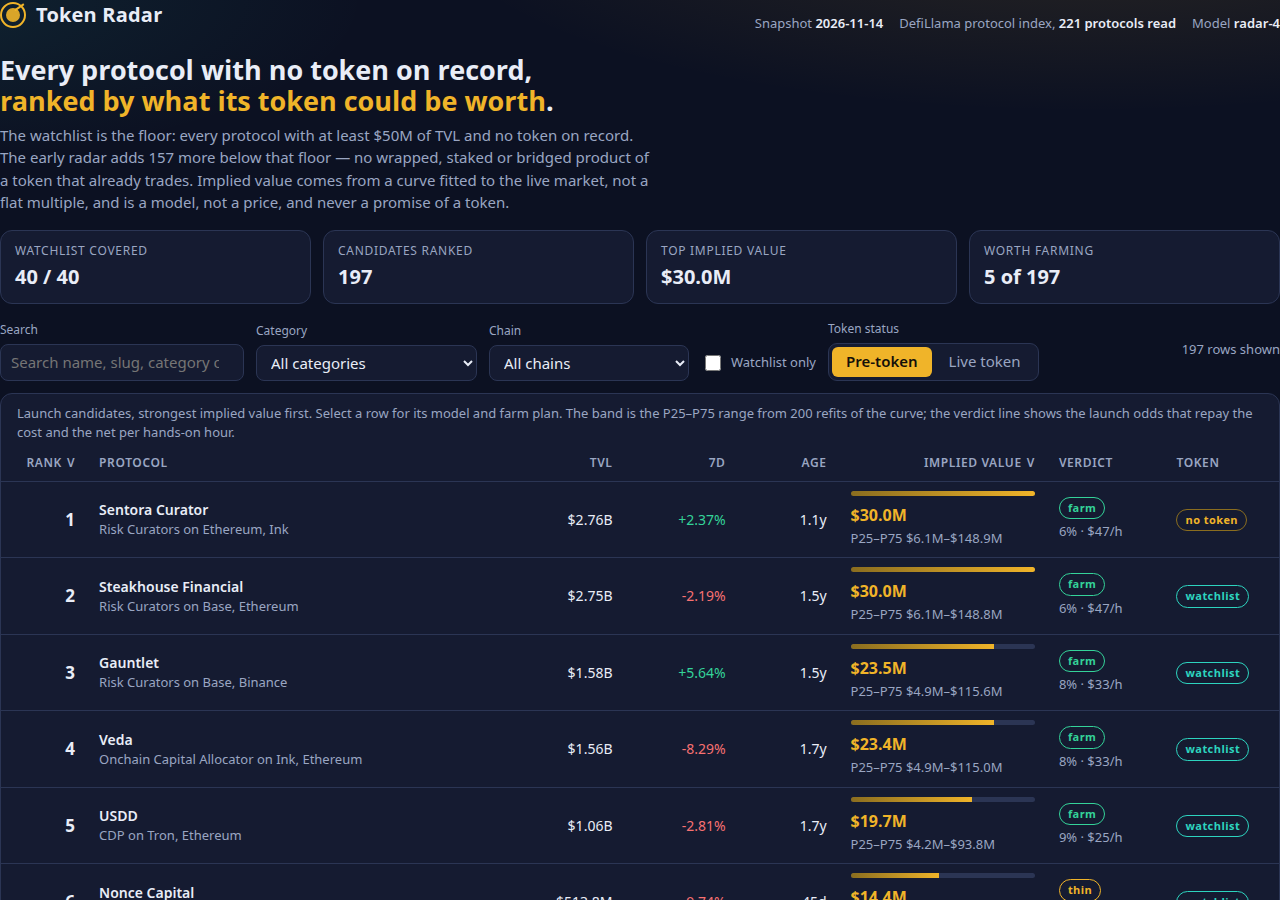 Token Radar
Snapshot 2026-11-14 DefiLlama protocol index, 221 protocols read Model radar-4
Every protocol with no token on record,
ranked by what its token could be worth.
The watchlist is the floor: every protocol with at least $50M of TVL and no token on record.
The early radar adds 157 more below that floor — no wrapped, staked or bridged product of
a token that already trades. Implied value comes from a curve fitted to the live market, not a
flat multiple, and is a model, not a price, and never a promise of a token.
WATCHLIST COVERED
40 / 40
CANDIDATES RANKED
197
TOP IMPLIED VALUE
$30.0M
WORTH FARMING
5 of 197
Search
Search name, slug, category c
Category
All categories
Chain
All chains
Watchlist only
Token status
Pre-token Live token
197 rows shown
Launch candidates, strongest implied value first. Select a row for its model and farm plan. The band is the P25–P75 range from 200 refits of the curve; the verdict line shows the launch odds that repay the
cost and the net per hands-on hour.
RANK V PROTOCOL TVL 7D AGE IMPLIED VALUE V VERDICT TOKEN
1 Sentora Curator $2.76B +2.37% 1.1y $30.0M farm no token
Risk Curators on Ethereum, Ink P25–P75 $6.1M–$148.9M 6% · $47/h
2 Steakhouse Financial $2.75B -2.19% 1.5y $30.0M farm watchlist
Risk Curators on Base, Ethereum P25–P75 $6.1M–$148.8M 6% · $47/h
3 Gauntlet $1.58B +5.64% 1.5y $23.5M farm watchlist
Risk Curators on Base, Binance P25–P75 $4.9M–$115.6M 8% · $33/h
4 Veda $1.56B -8.29% 1.7y $23.4M farm watchlist
Onchain Capital Allocator on Ink, Ethereum P25–P75 $4.9M–$115.0M 8% · $33/h
5 USDD $1.06B -2.81% 1.7y $19.7M farm watchlist
CDP on Tron, Ethereum P25–P75 $4.2M–$93.8M 9% · $25/h
Nonce Capital $14.4M thin